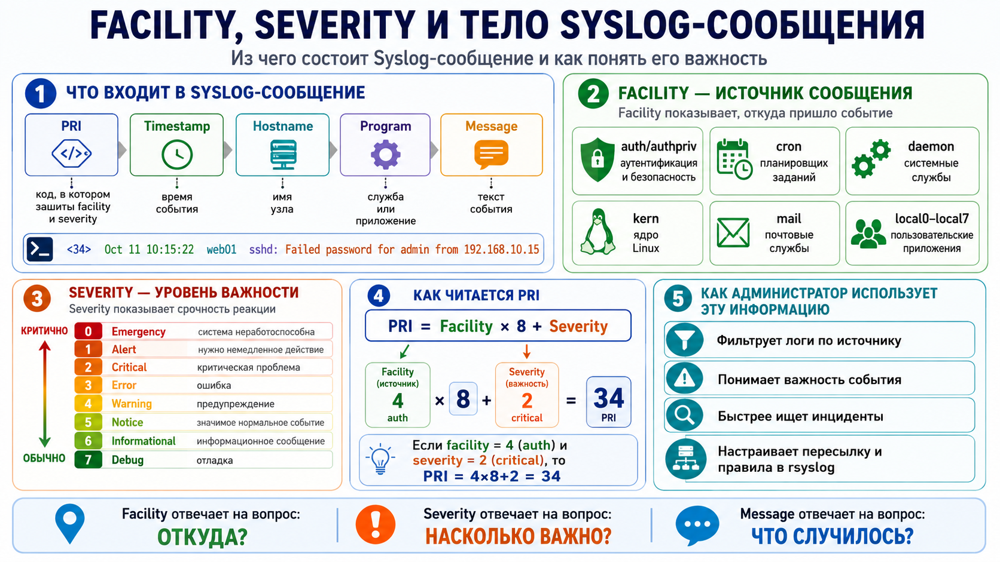 FACILITY, SEVERITY И ТЕЛО SYSLOG-СООБЩЕНИЯ
Из чего состоит Syslog-сообщение и как понять его важность
1 ЧТО ВХОДИТ В SYSLOG-СООБЩЕНИЕ
PRI
</>
код, в котором
зашиты facility
и severity
Timestamp
время
события
Hostname
имя
узла
Program
служба
или
приложение
Message
текст
события
>_ <34> Oct 11 10:15:22 web01 sshd: Failed password for admin from 192.168.10.15
2 FACILITY — ИСТОЧНИК СООБЩЕНИЯ
Facility показывает, откуда пришло событие
auth/authpriv
аутентификация
и безопасность
cron
планировщих
заданий
daemon
системные
службы
kern
ядро
Linux
mail
почтовые
службы
local0–local7
пользовательские
приложения
3 SEVERITY — УРОВЕНЬ ВАЖНОСТИ
Severity показывает срочность реакции
КРИТИЧНО
0 Emergency система неработоспособна
1 Alert нужно немедленное действие
2 Critical критическая проблема
3 Error ошибка
4 Warning предупреждение
5 Notice значимое нормальное событие
6 Informational информационное сообщение
7 Debug отладка
ОБЫЧНО
4 КАК ЧИТАЕТСЯ PRI
PRI = Facility × 8 + Severity
Facility
(источник)
4
auth
× 8 +
Severity
(важность)
2
critical
=
34
PRI
Если facility = 4 (auth) и
severity = 2 (critical), то
PRI = 4×8+2 = 34
5 КАК АДМИНИСТРАТОР ИСПОЛЬЗУЕТ
ЭТУ ИНФОРМАЦИЮ
Фильтрует логи по источнику
Понимает важность события
Быстрее ищет инциденты
Настраивает пересылку и
правила в rsyslog
Facility отвечает на вопрос:
ОТКУДА?
Severity отвечает на вопрос:
НАСКОЛЬКО ВАЖНО?
Message отвечает на вопрос:
ЧТО СЛУЧИЛОСЬ?